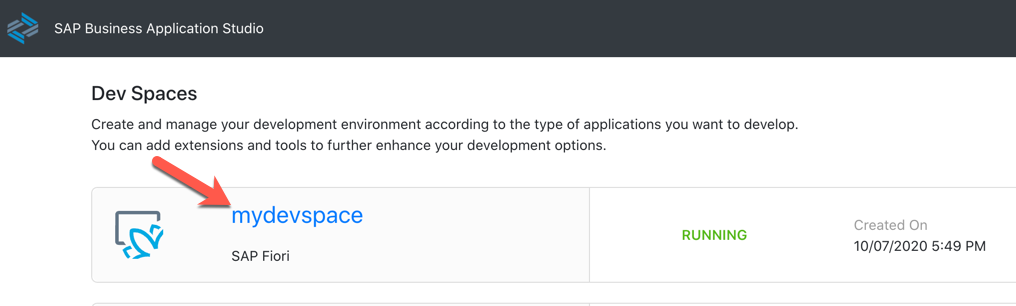 SAP Business Application Studio
Dev Spaces
Create and manage your development environment according to the type of applications you want to develop.
You can add extensions and tools to further enhance your development options.
mydevspace
SAP Fiori
RUNNING
Created On
10/07/2020 5:49 PM